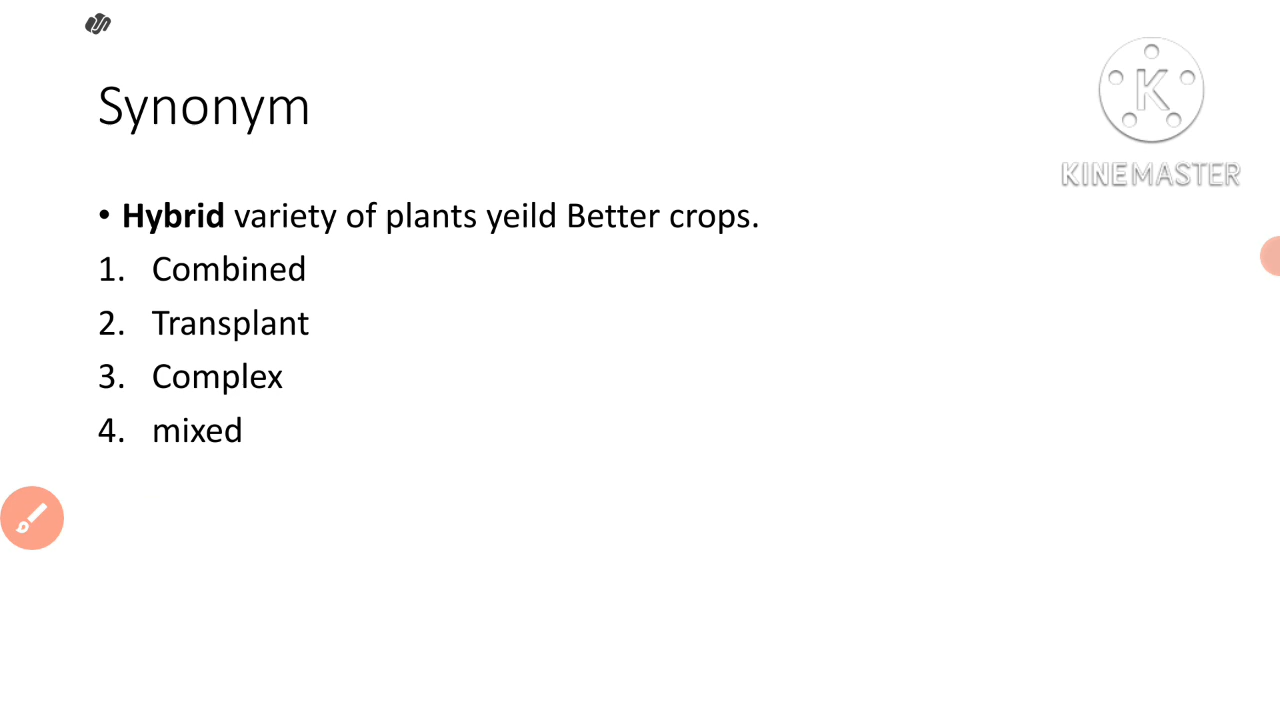 Synonym
K
KINEMASTER
• Hybrid variety of plants yeild Better crops.
1. Combined
2. Transplant
3. Complex
4. mixed